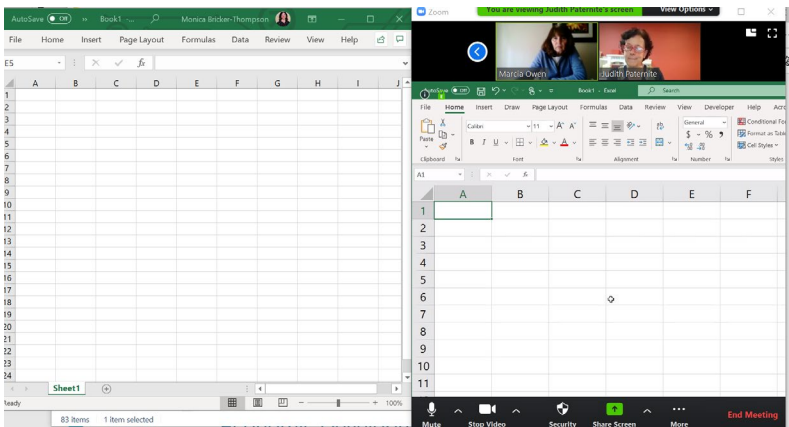 AutoSave Off » Book1 -... Monica Bricker-Thompson
File Home Insert Page Layout Formulas Data Review View Help
E5 fx
A B C D E F G H I J
1
2
3
4
5
6
7
8
9
10
11
12
13
14
15
16
17
18
19
20
21
22
23
24
Sheet1
Ready 100%
83 items 1 item selected
Zoom You are viewing Judith Paternite's screen View Options
Marcia Owen Judith Paternite
AutoSave Off Book1 - Excel Search
File Home Insert Draw Page Layout Formulas Data Review View Developer Help Acro
Paste
Calibri 11 A A General Conditional For
B I U A $ - % 9 Format as Table
Cell Styles
Clipboard Font Alignment Number Styles
A1 fx
A B C D E F
1
2
3
4
5
6
7
8
9
10
11
Mute Stop Video Security Share Screen More End Meeting